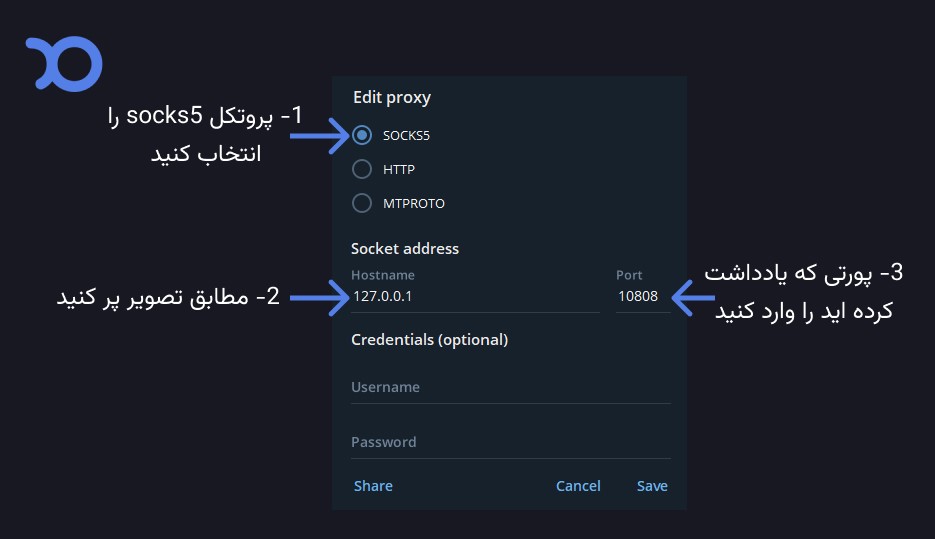 Edit proxy
1- پروتکل socks5 را
انتخاب کنید
SOCKS5
HTTP
MTPROTO
Socket address
Hostname
Port
2- مطابق تصویر پر کنید
127.0.0.1
10808
3- پورتی که یادداشت
کرده اید را وارد کنید
Credentials (optional)
Username
Password
Share
Cancel
Save